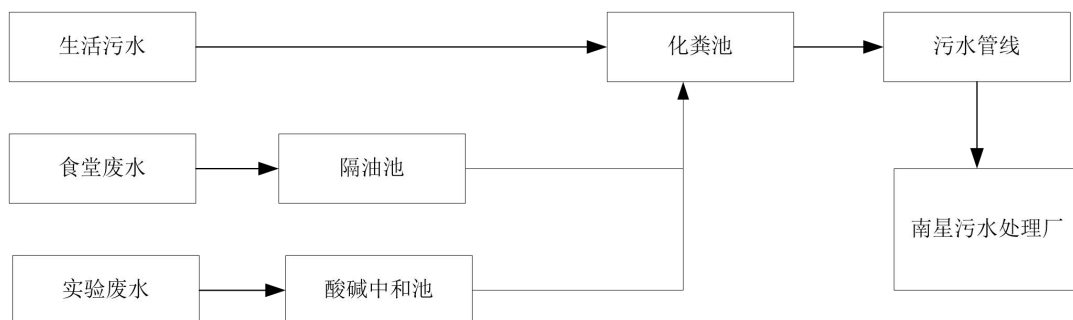 生活污水
化粪池
污水管线
食堂废水
隔油池
南星污水处理厂
实验废水
酸碱中和池